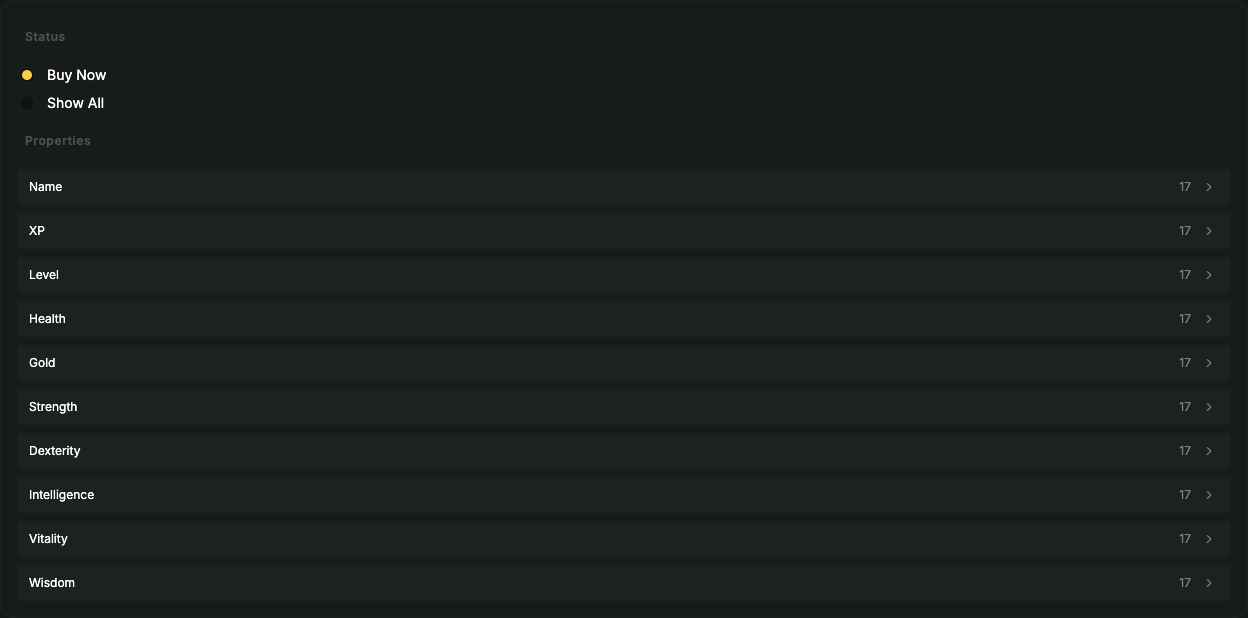 Status
Buy Now
Show All
Properties
Name 17
XP 17
Level 17
Health 17
Gold 17
Strength 17
Dexterity 17
Intelligence 17
Vitality 17
Wisdom 17